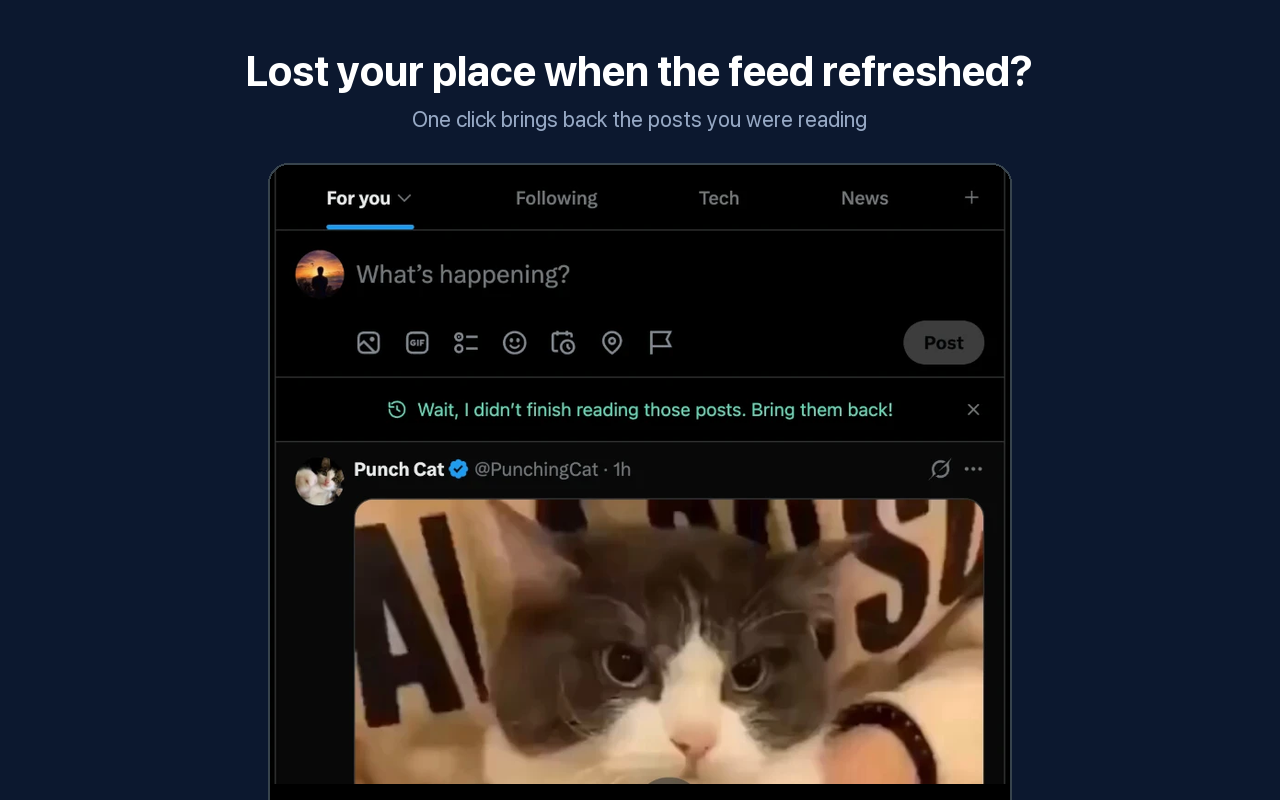 Lost your place when the feed refreshed?
One click brings back the posts you were reading
For you Following Tech News +
What's happening?
GIF
Post
Wait, I didn't finish reading those posts. Bring them back!
Punch Cat @PunchingCat · 1h